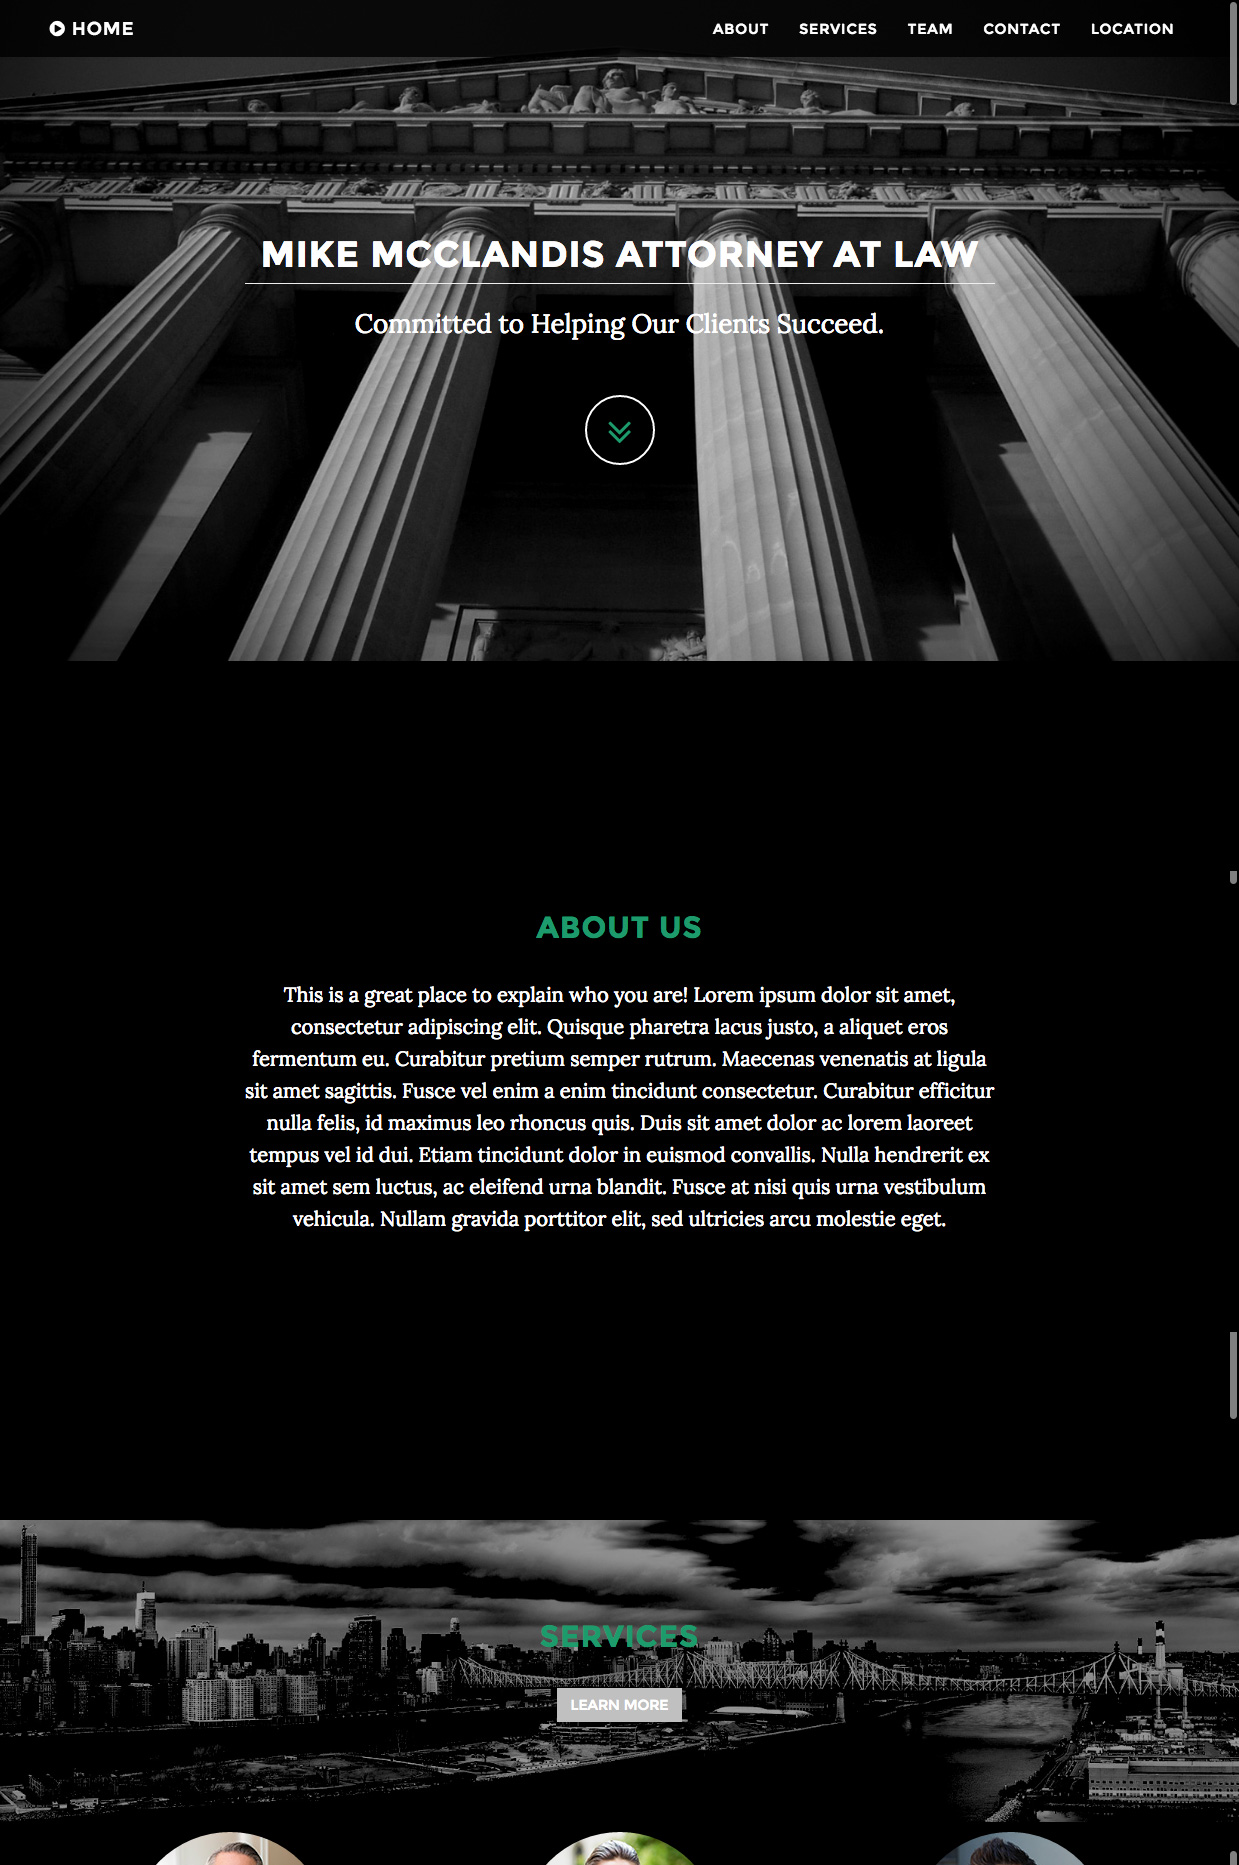 HOME
ABOUT SERVICES TEAM CONTACT LOCATION
MIKE MCCLANDIS ATTORNEY AT LAW
Committed to Helping Our Clients Succeed.
ABOUT US
This is a great place to explain who you are! Lorem ipsum dolor sit amet,
consectetur adipiscing elit. Quisque pharetra lacus justo, a aliquet eros
fermentum eu. Curabitur pretium semper rutrum. Maecenas venenatis at ligula
sit amet sagittis. Fusce vel enim a enim tincidunt consectetur. Curabitur efficitur
nulla felis, id maximus leo rhoncus quis. Duis sit amet dolor ac lorem laoreet
tempus vel id dui. Etiam tincidunt dolor in euismod convallis. Nulla hendrerit ex
sit amet sem luctus, ac eleifend urna blandit. Fusce at nisi quis urna vestibulum
vehicula. Nullam gravida porttitor elit, sed ultricies arcu molestie eget.
SERVICES
LEARN MORE